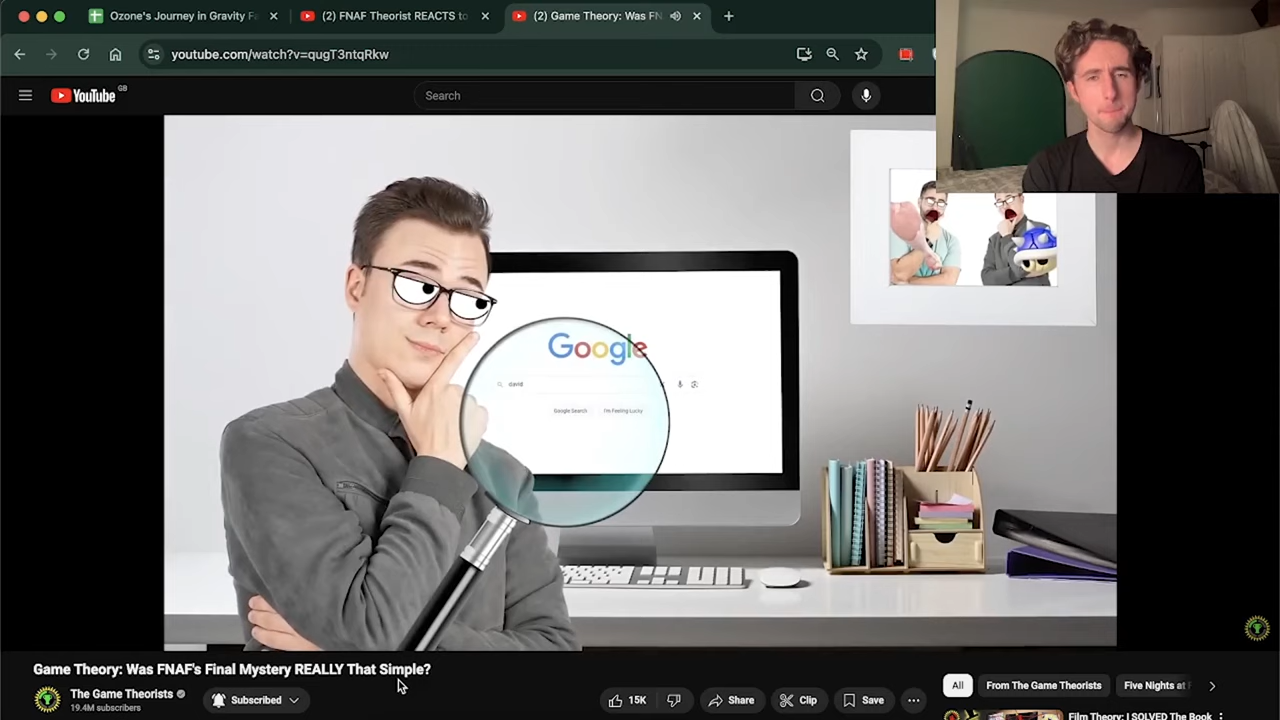 Ozone's Journey in Gravity Fa
(2) FNAF Theorist REACTS to
(2) Game Theory: Was FN
youtube.com/watch?v=qugT3ntqRkw
YouTube GB
Search
Google
david
Google Search
I'm Feeling Lucky
Game Theory: Was FNAF's Final Mystery REALLY That Simple?
The Game Theorists
19.4M subscribers
Subscribed
15K
Share
Clip
Save
All
From The Game Theorists
Five Nights at
Film Theory: I SOLVED The Book